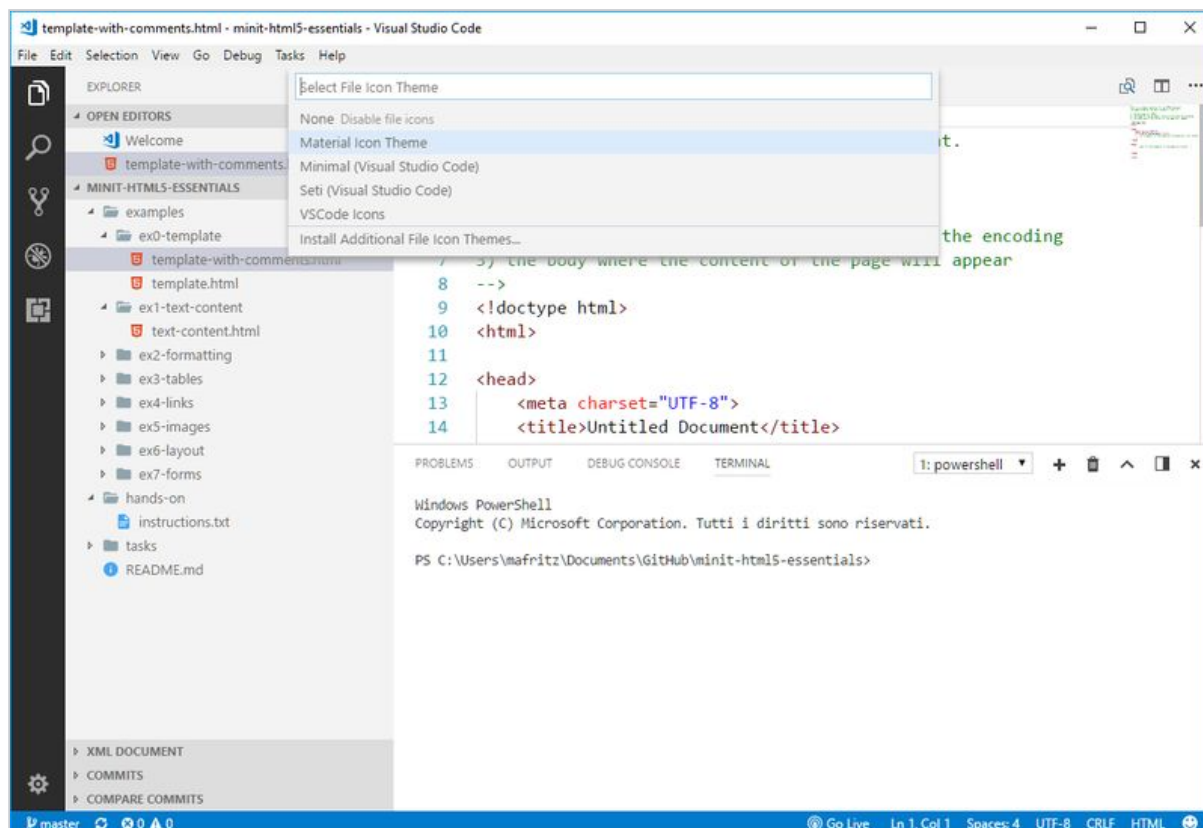 template-with-comments.html - minit-html5-essentials - Visual Studio Code
File Edit Selection View Go Debug Tasks Help
EXPLORER
OPEN EDITORS
Welcome
template-with-comments.
MINIT-HTML5-ESSENTIALS
examples
ex0-template
template-with-comments.html
template.html
ex1-text-content
text-content.html
ex2-formatting
ex3-tables
ex4-links
ex5-images
ex6-layout
ex7-forms
hands-on
instructions.txt
tasks
README.md
XML DOCUMENT
COMMITS
COMPARE COMMITS
Select File Icon Theme
None Disable file icons
Material Icon Theme
Minimal (Visual Studio Code)
Seti (Visual Studio Code)
VSCode Icons
Install Additional File Icon Themes...
t.
the encoding
7 3) the body where the content of the page will appear
8 -->
9 <!doctype html>
10 <html>
11
12 <head>
13 <meta charset="UTF-8">
14 <title>Untitled Document</title>
PROBLEMS OUTPUT DEBUG CONSOLE TERMINAL 1: powershell
Windows PowerShell
Copyright (C) Microsoft Corporation. Tutti i diritti sono riservati.
PS C:\Users\mafritz\Documents\GitHub\minit-html5-essentials>
master 0 0 Go Live Ln 1, Col 1 Spaces: 4 UTF-8 CRLF HTML